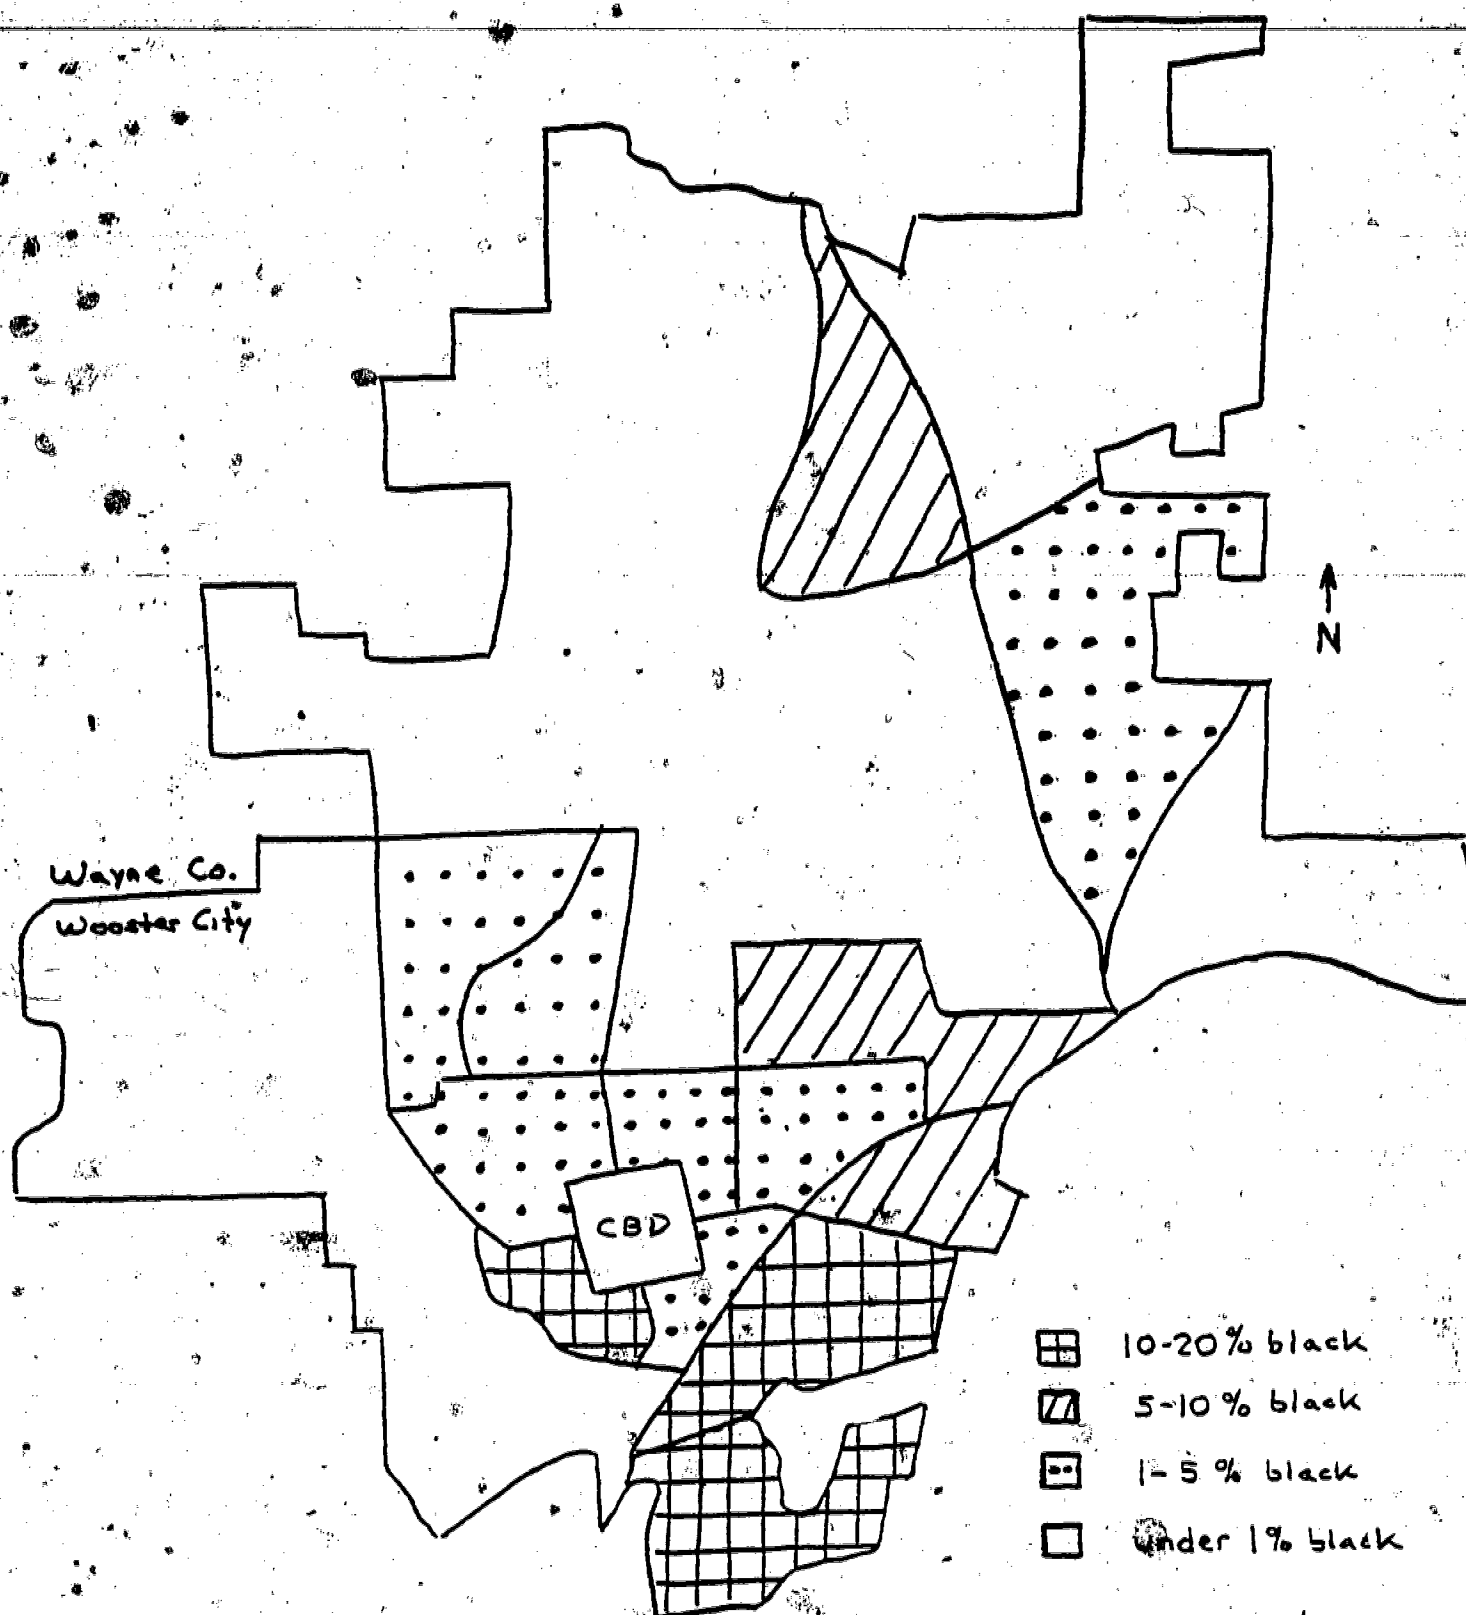 N
Wayne Co.
Wooster City
CBD
10-20% black
5-10% black
1-5% black
under 1% black